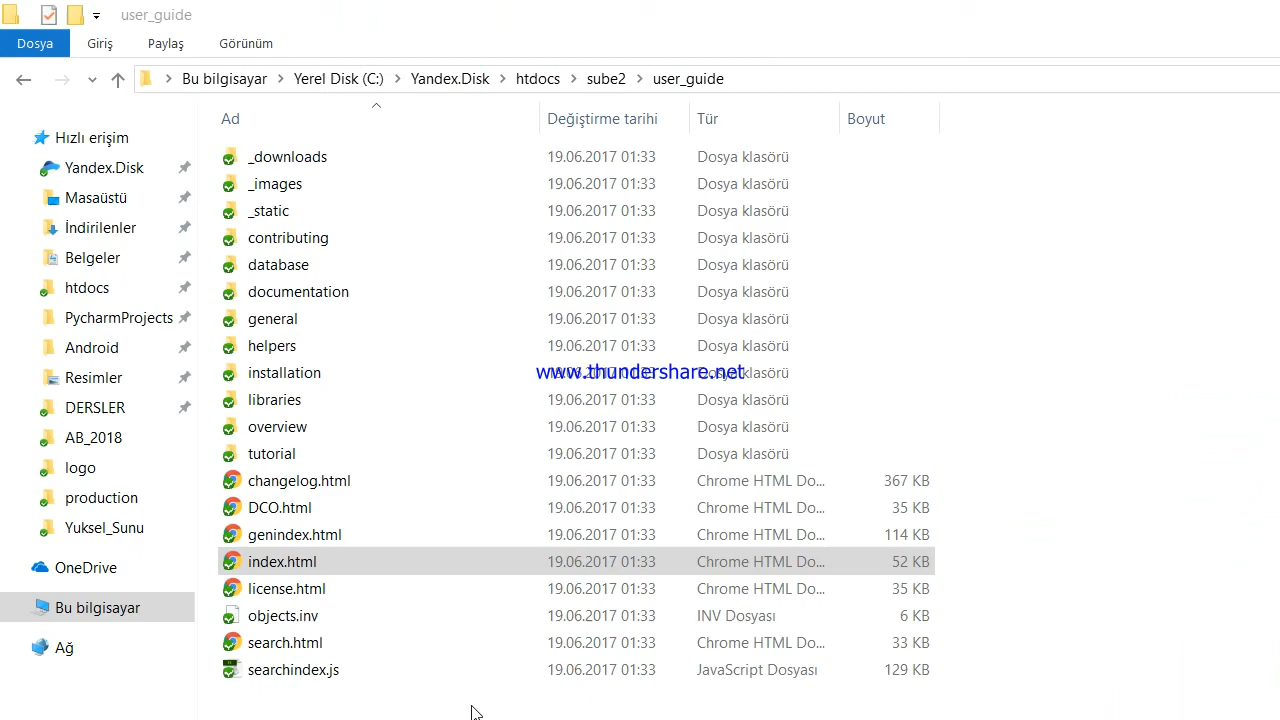 user_guide
Dosya Giriş Paylaş Görünüm
Bu bilgisayar Yerel Disk (C:) Yandex.Disk htdocs sube2 user_guide
Hızlı erişim
Yandex.Disk
Masaüstü
İndirilenler
Belgeler
htdocs
PycharmProjects
Android
Resimler
DERSLER
AB_2018
logo
production
Yuksel_Sunu
OneDrive
Bu bilgisayar
Ağ
Ad Değiştirme tarihi Tür Boyut
_downloads 19.06.2017 01:33 Dosya klasörü
_images 19.06.2017 01:33 Dosya klasörü
_static 19.06.2017 01:33 Dosya klasörü
contributing 19.06.2017 01:33 Dosya klasörü
database 19.06.2017 01:33 Dosya klasörü
documentation 19.06.2017 01:33 Dosya klasörü
general 19.06.2017 01:33 Dosya klasörü
helpers 19.06.2017 01:33 Dosya klasörü
installation 19.06.2017 01:33 Dosya klasörü
www.thundershare.net
libraries 19.06.2017 01:33 Dosya klasörü
overview 19.06.2017 01:33 Dosya klasörü
tutorial 19.06.2017 01:33 Dosya klasörü
changelog.html 19.06.2017 01:33 Chrome HTML Do... 367 KB
DCO.html 19.06.2017 01:33 Chrome HTML Do... 35 KB
genindex.html 19.06.2017 01:33 Chrome HTML Do... 114 KB
index.html 19.06.2017 01:33 Chrome HTML Do... 52 KB
license.html 19.06.2017 01:33 Chrome HTML Do... 35 KB
objects.inv 19.06.2017 01:33 INV Dosyası 6 KB
search.html 19.06.2017 01:33 Chrome HTML Do... 33 KB
searchindex.js 19.06.2017 01:33 JavaScript Dosyası 129 KB